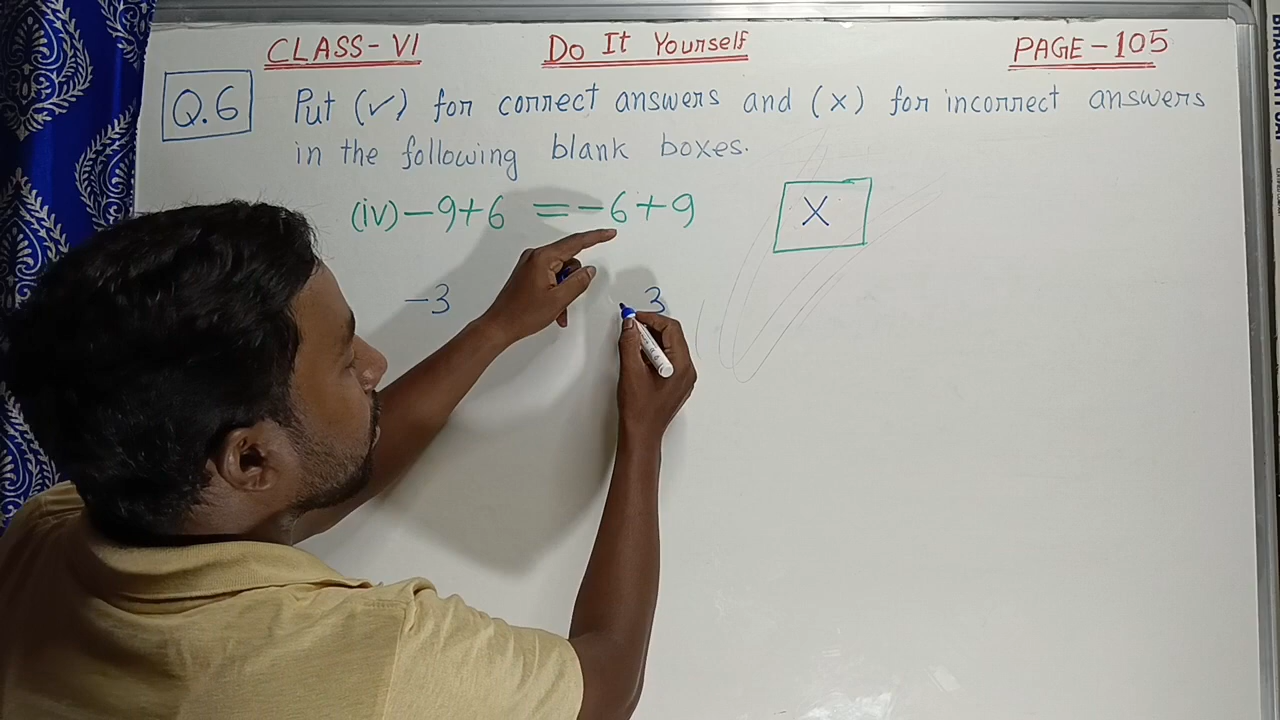 CLASS-VI Do It Yourself PAGE-105
Q.6 Put (✓) for correct answers and (x) for incorrect answers
in the following blank boxes.
(iv) -9+6 = -6+9 X
-3 3